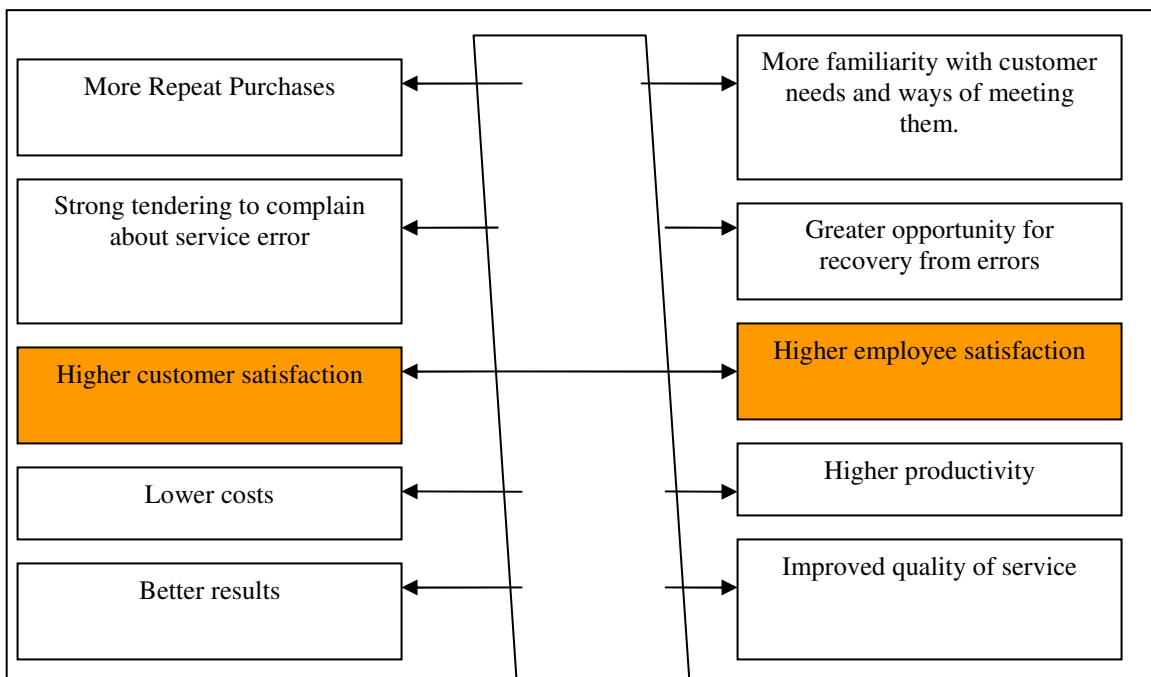 More Repeat Purchases
More familiarity with customer
needs and ways of meeting
them.
Strong tendering to complain
about service error
Greater opportunity for
recovery from errors
Higher customer satisfaction
Higher employee satisfaction
Lower costs
Higher productivity
Better results
Improved quality of service